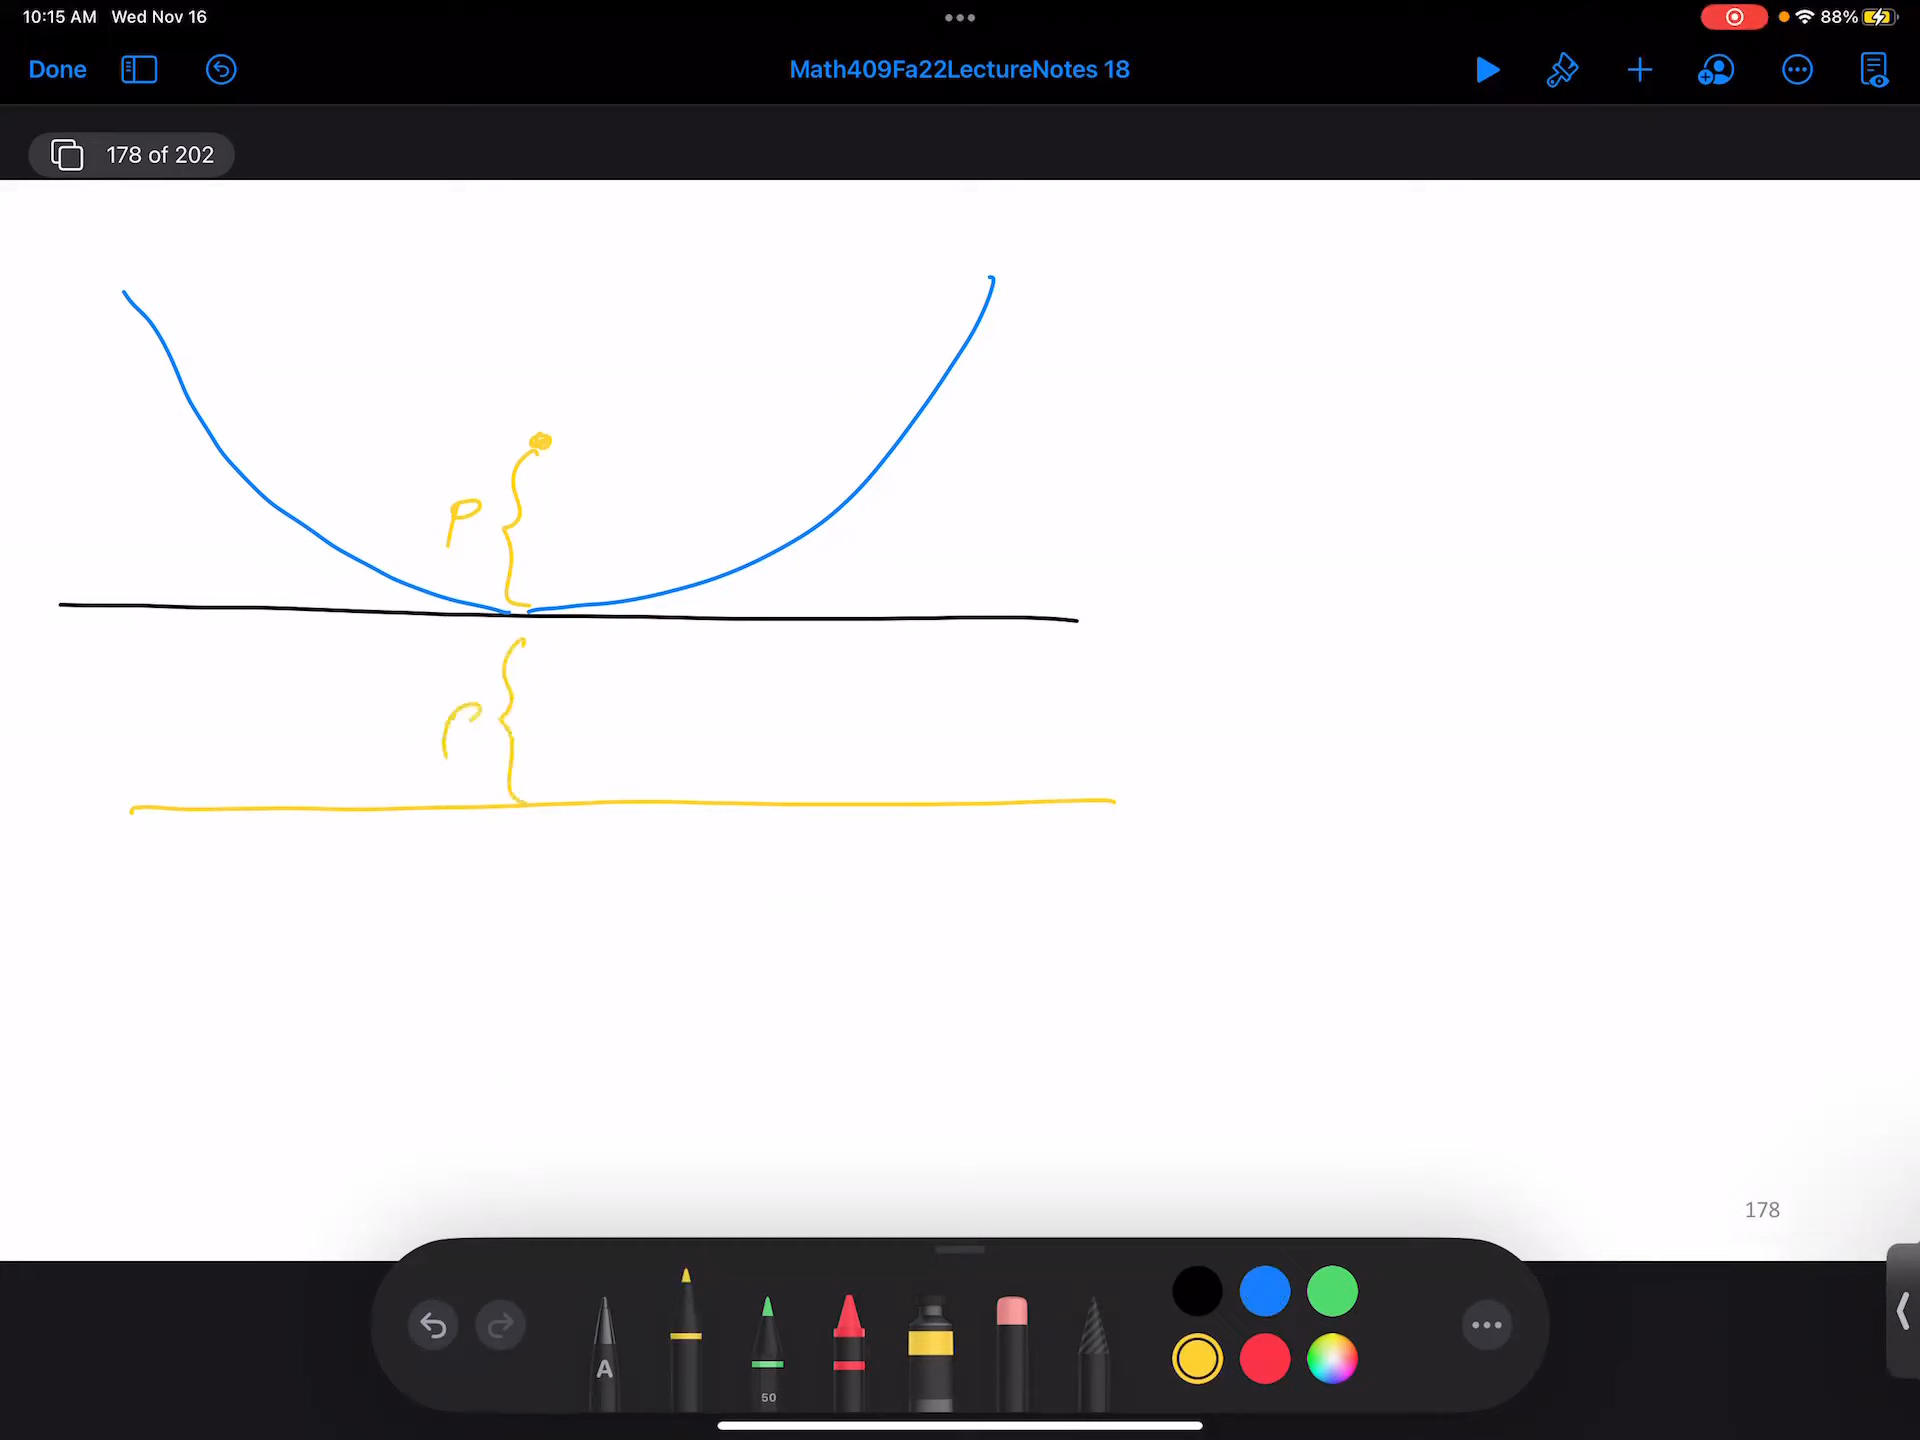 10:15 AM Wed Nov 16
88%
Done
Math409Fa22LectureNotes 18
178 of 202
P
P
178
A
50